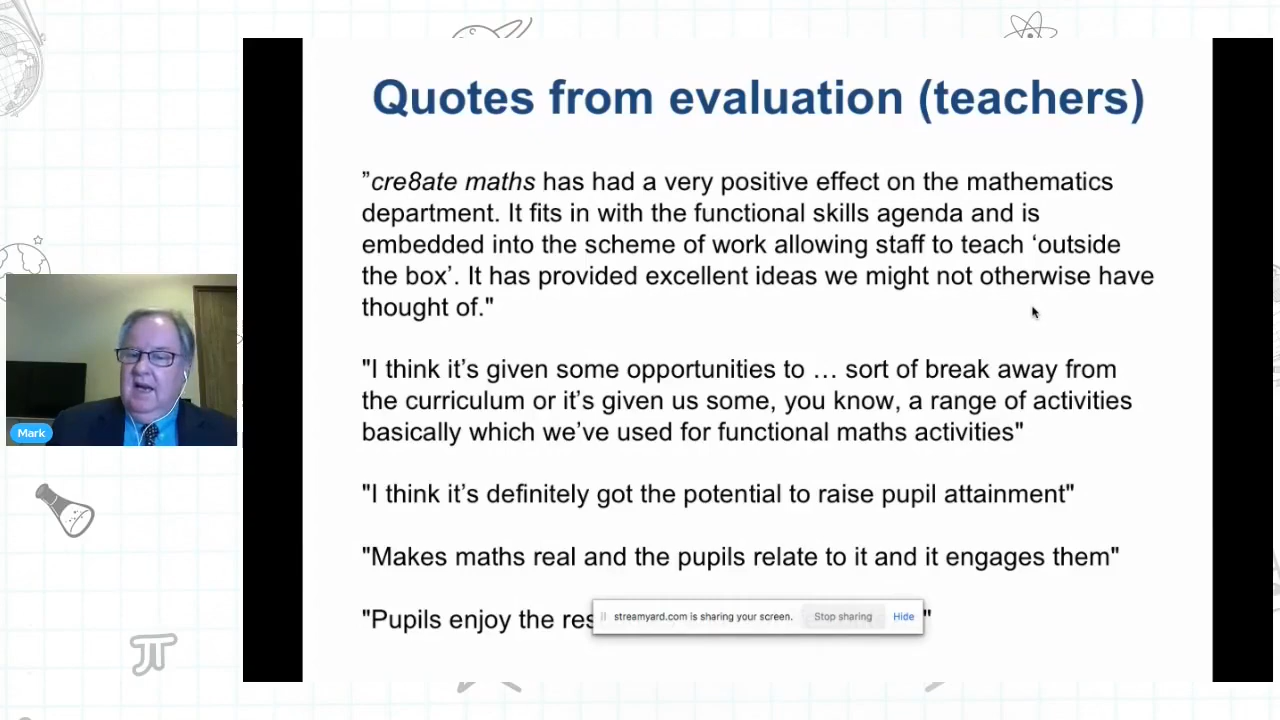 Quotes from evaluation (teachers)
”cre8ate maths has had a very positive effect on the mathematics
department. It fits in with the functional skills agenda and is
embedded into the scheme of work allowing staff to teach ‘outside
the box’. It has provided excellent ideas we might not otherwise have
thought of."
"I think it’s given some opportunities to … sort of break away from
the curriculum or it’s given us some, you know, a range of activities
basically which we’ve used for functional maths activities"
"I think it’s definitely got the potential to raise pupil attainment"
"Makes maths real and the pupils relate to it and it engages them"
"Pupils enjoy the
streamyard.com is sharing your screen. Stop sharing Hide
Mark